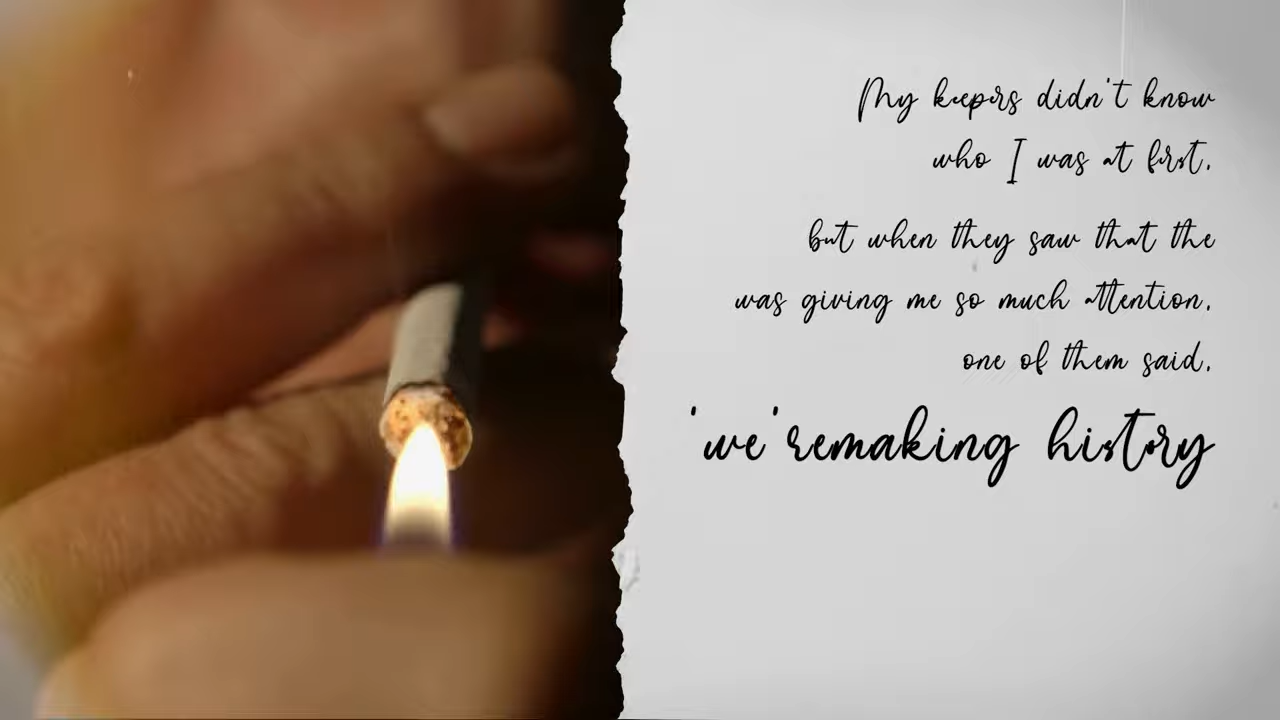 My keepers didn't know
who I was at first,
but when they saw that the
was giving me so much attention,
one of them said,
'we'remaking history